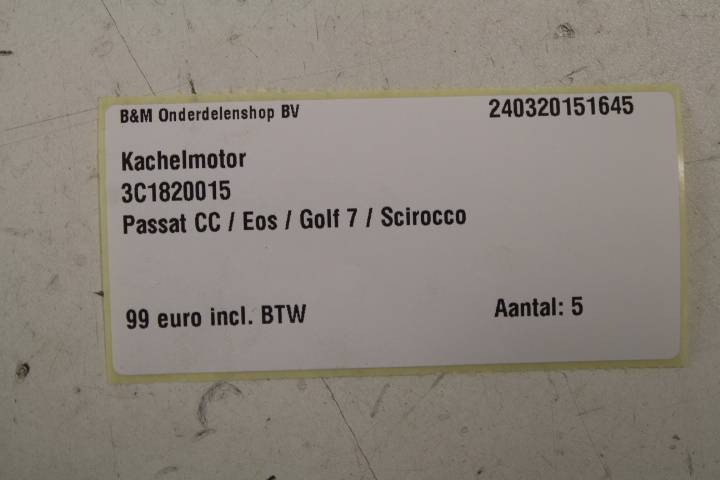 B&M Onderdelenshop BV 240320151645
Kachelmotor
3C1820015
Passat CC / Eos / Golf 7 / Scirocco
99 euro incl. BTW Aantal: 5